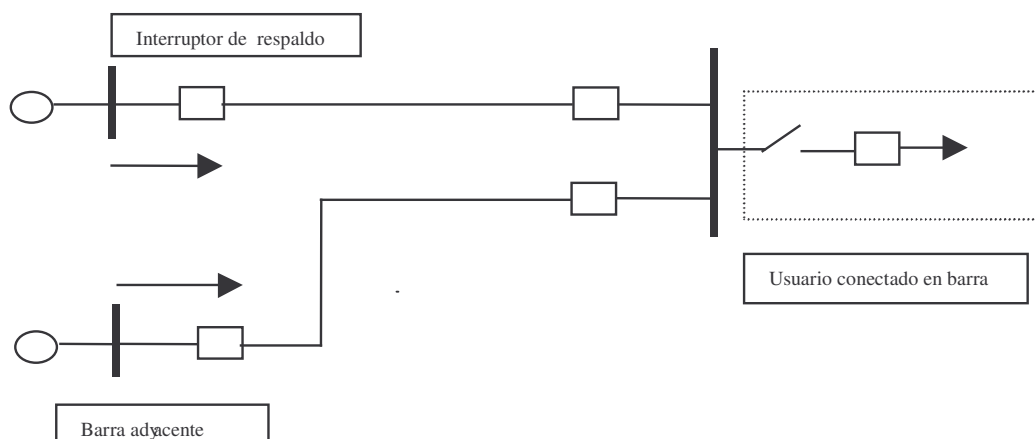 Interruptor de respaldo
Usuario conectado en barra
Barra adyacente